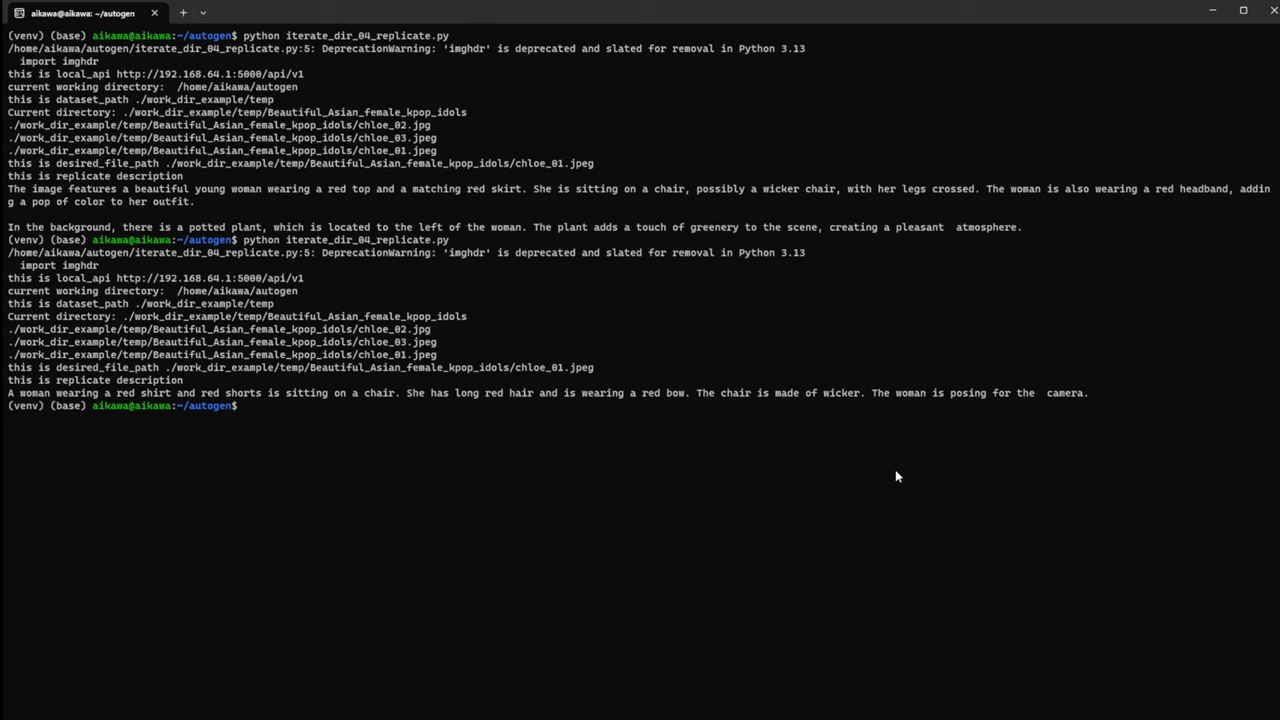 aikawa@aikawa: ~/autogen
(venv) (base) aikawa@aikawa:~/autogen$ python iterate_dir_04_replicate.py
/home/aikawa/autogen/iterate_dir_04_replicate.py:5: DeprecationWarning: 'imghdr' is deprecated and slated for removal in Python 3.13
  import imghdr
this is local_api http://192.168.64.1:5000/api/v1
current working directory:  /home/aikawa/autogen
this is dataset_path ./work_dir_example/temp
Current directory: ./work_dir_example/temp/Beautiful_Asian_female_kpop_idols
./work_dir_example/temp/Beautiful_Asian_female_kpop_idols/chloe_02.jpg
./work_dir_example/temp/Beautiful_Asian_female_kpop_idols/chloe_03.jpeg
./work_dir_example/temp/Beautiful_Asian_female_kpop_idols/chloe_01.jpeg
this is desired_file_path ./work_dir_example/temp/Beautiful_Asian_female_kpop_idols/chloe_01.jpeg
this is replicate description
The image features a beautiful young woman wearing a red top and a matching red skirt. She is sitting on a chair, possibly a wicker chair, with her legs crossed. The woman is also wearing a red headband, addin
g a pop of color to her outfit.
In the background, there is a potted plant, which is located to the left of the woman. The plant adds a touch of greenery to the scene, creating a pleasant  atmosphere.
(venv) (base) aikawa@aikawa:~/autogen$ python iterate_dir_04_replicate.py
/home/aikawa/autogen/iterate_dir_04_replicate.py:5: DeprecationWarning: 'imghdr' is deprecated and slated for removal in Python 3.13
  import imghdr
this is local_api http://192.168.64.1:5000/api/v1
current working directory:  /home/aikawa/autogen
this is dataset_path ./work_dir_example/temp
Current directory: ./work_dir_example/temp/Beautiful_Asian_female_kpop_idols
./work_dir_example/temp/Beautiful_Asian_female_kpop_idols/chloe_02.jpg
./work_dir_example/temp/Beautiful_Asian_female_kpop_idols/chloe_03.jpeg
./work_dir_example/temp/Beautiful_Asian_female_kpop_idols/chloe_01.jpeg
this is desired_file_path ./work_dir_example/temp/Beautiful_Asian_female_kpop_idols/chloe_01.jpeg
this is replicate description
A woman wearing a red shirt and red shorts is sitting on a chair. She has long red hair and is wearing a red bow. The chair is made of wicker. The woman is posing for the  camera.
(venv) (base) aikawa@aikawa:~/autogen$